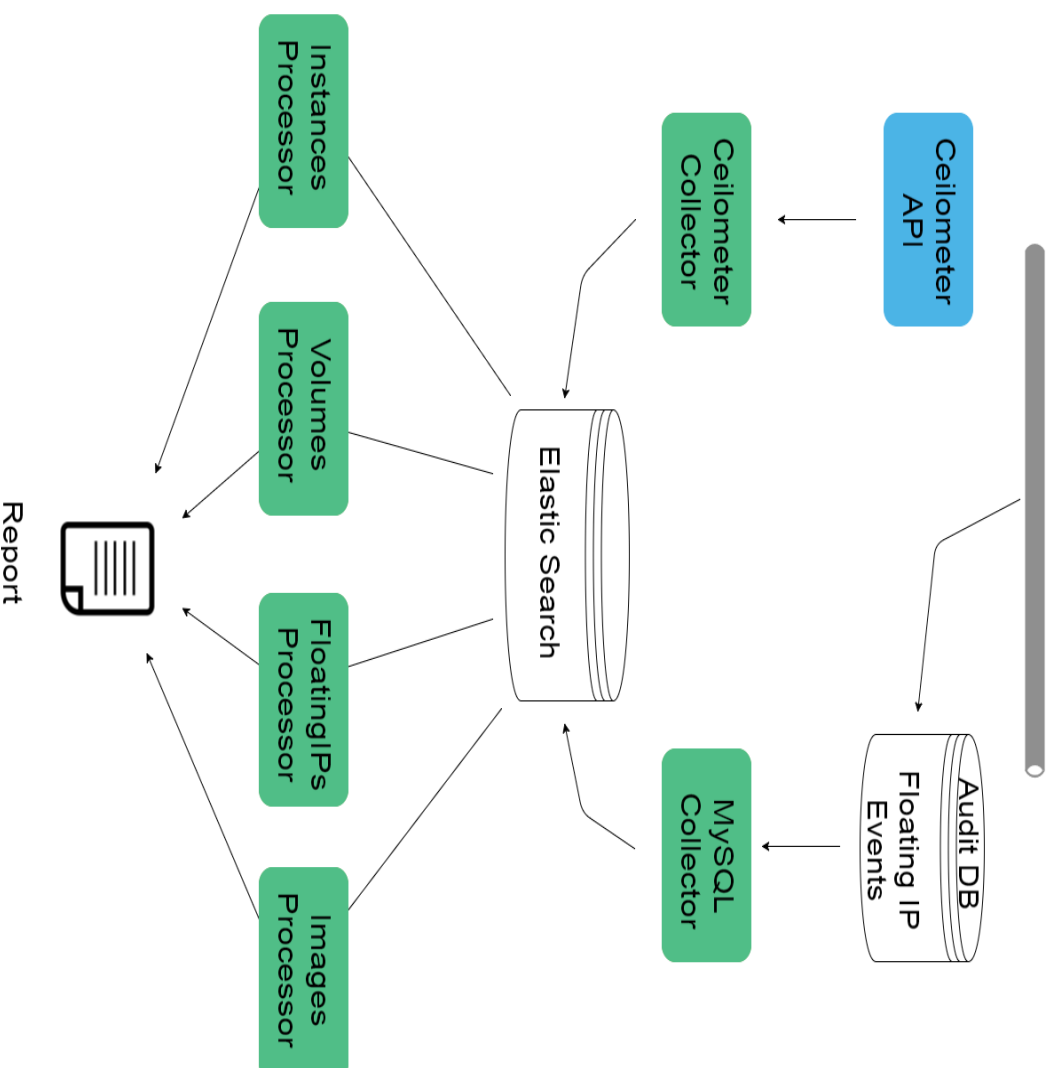 Ceilometer
API
Audit DB
Floating IP
Events
Ceilometer
Collector
MySQL
Collector
Elastic Search
Instances
Processor
Volumes
Processor
FloatingIPs
Processor
Images
Processor
Report